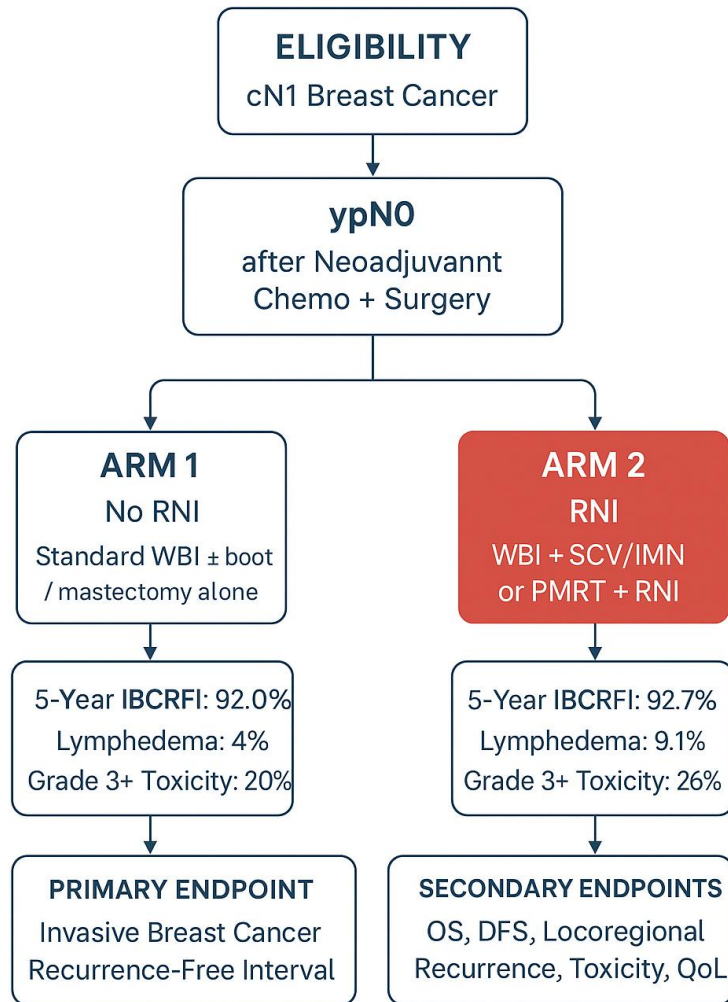 ELIGIBILITY
cN1 Breast Cancer
ypN0
after Neoadjuvannt
Chemo + Surgery
ARM 1
No RNI
Standard WBI ± boot
/ mastectomy alone
ARM 2
RNI
WBI + SCV/IMN
or PMRT + RNI
5-Year IBCRFI: 92.0%
Lymphedema: 4%
Grade 3+ Toxicity: 20%
5-Year IBCRFI: 92.7%
Lymphedema: 9.1%
Grade 3+ Toxicity: 26%
PRIMARY ENDPOINT
Invasive Breast Cancer
Recurrence-Free Interval
SECONDARY ENDPOINTS
OS, DFS, Locoregional
Recurrence, Toxicity, QoL